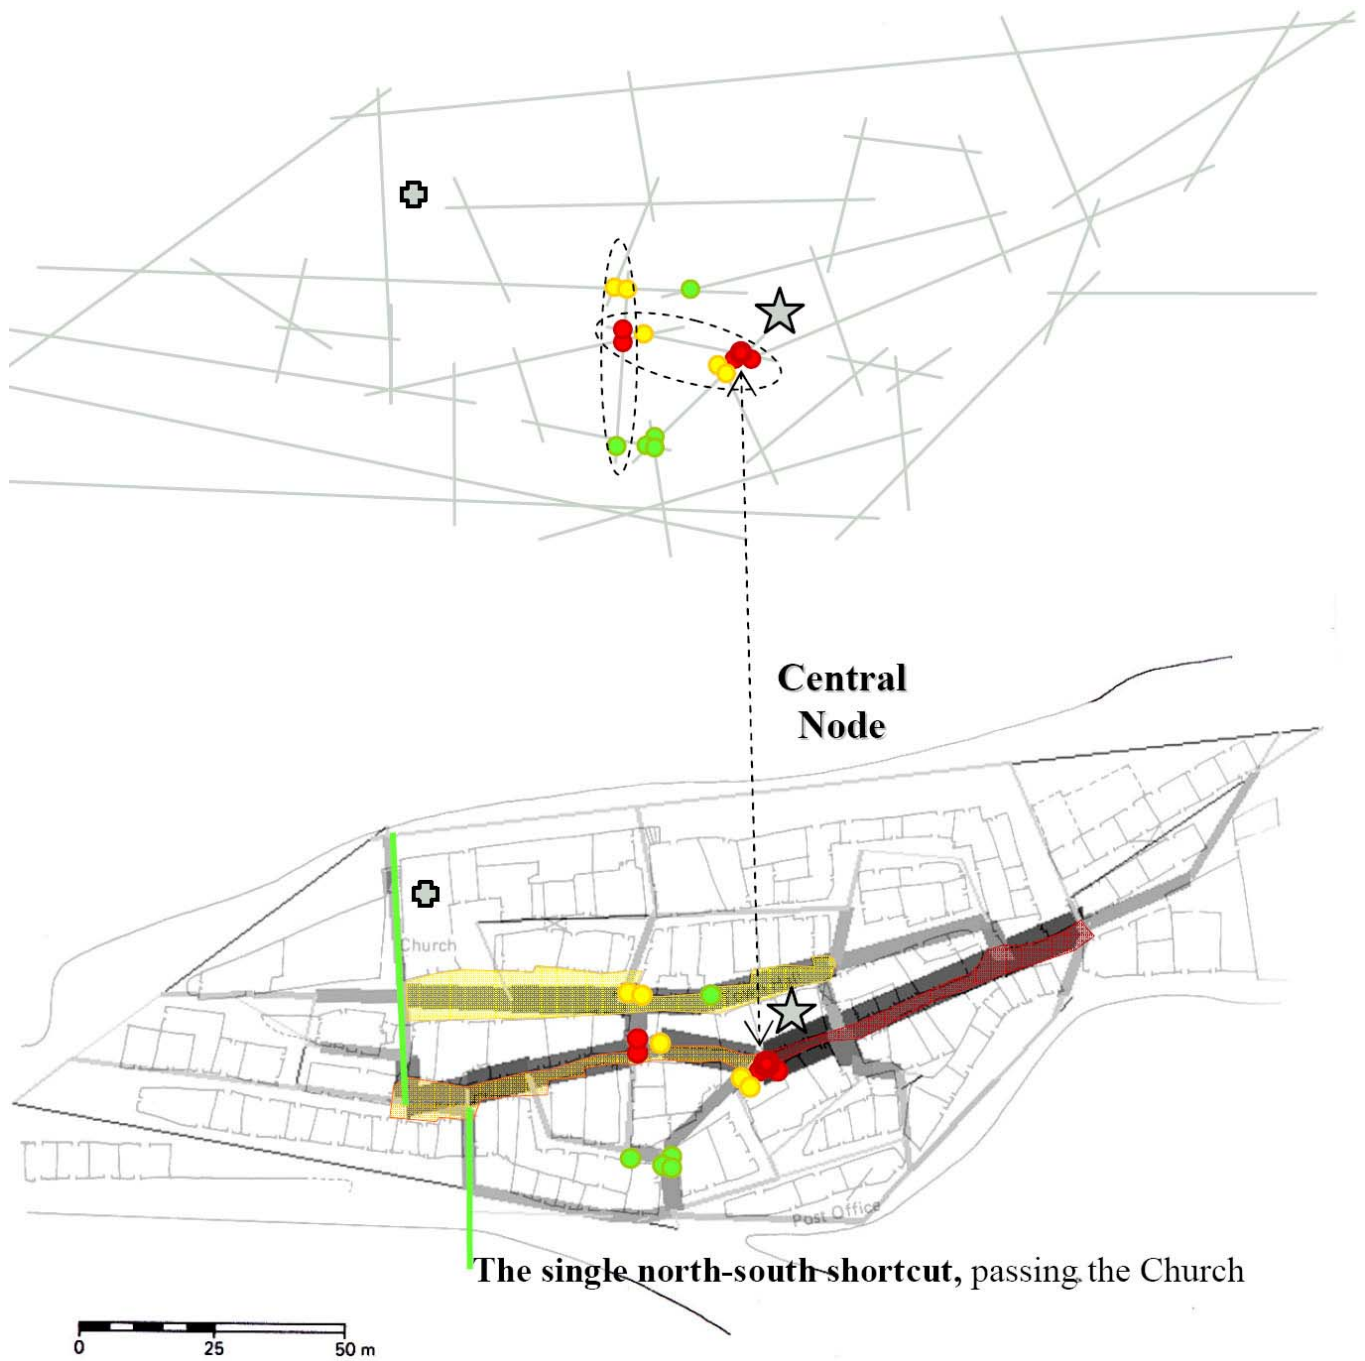 Central
Node
Church
Post Office
The single north-south shortcut, passing the Church
0 25 50 m